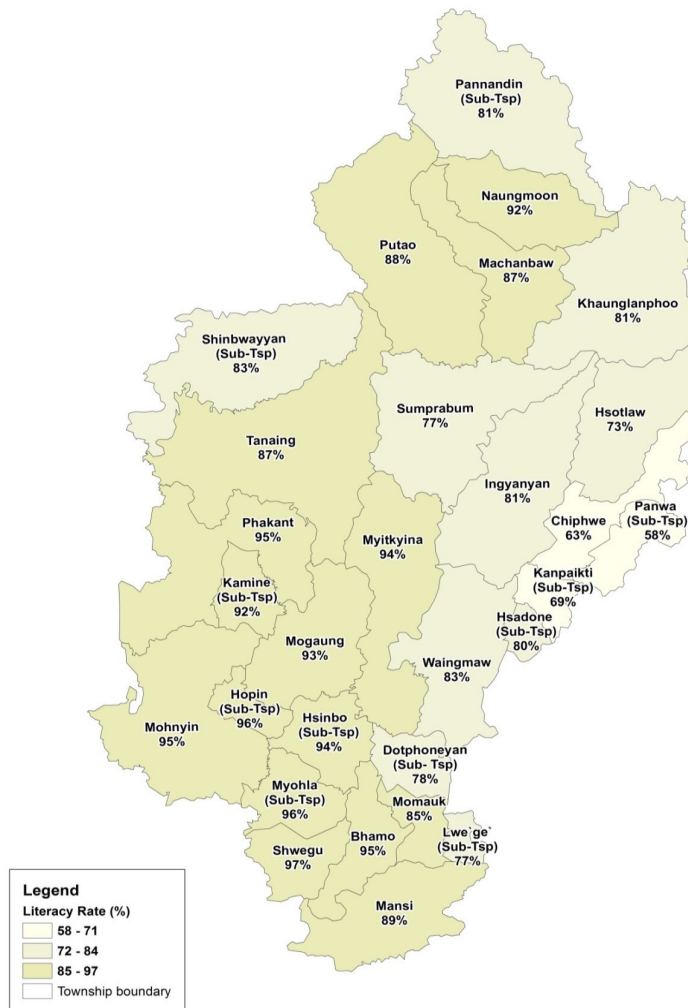 Pannandin
(Sub-Tsp)
81%
Naungmoon
92%
Putao
88%
Machanbaw
87%
Khaunglanphoo
81%
Shinbwayyan
(Sub-Tsp)
83%
Sumprabum
77%
Hsotlaw
73%
Tanaing
87%
Ingyanyan
81%
Phakant
95%
Myitkyina
94%
Chiphwe
63%
Panwa
(Sub-Tsp)
58%
Kamine
(Sub-Tsp)
92%
Kanpaikti
(Sub-Tsp)
69%
Hsadone
(Sub-Tsp)
80%
Mogaung
93%
Waingmaw
83%
Hopin
(Sub-Tsp)
96%
Mohnyin
95%
Hsinbo
(Sub-Tsp)
94%
Dotphoneyan
(Sub- Tsp)
78%
Myohla
(Sub-Tsp)
96%
Momauk
85%
Lwe`ge`
(Sub-Tsp)
77%
Shwegu
97%
Bhamo
95%
Mansi
89%
Legend
Literacy Rate (%)
58 - 71
72 - 84
85 - 97
Township boundary